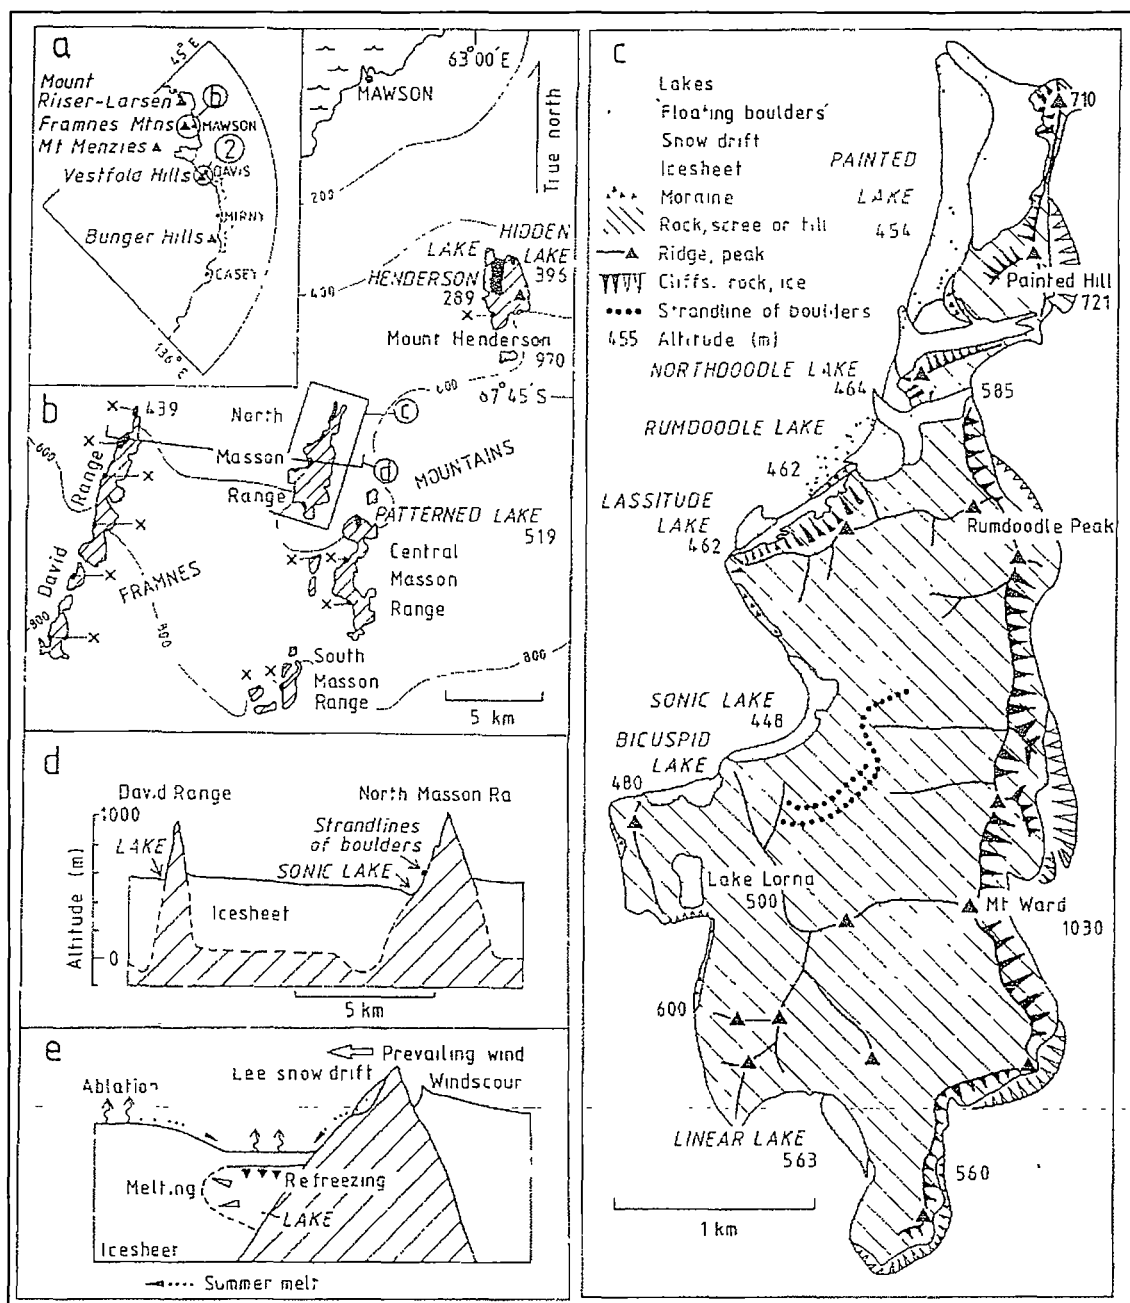 a
45°E
Mount
Riiser-Larsen
Framnes Mtns
b
MAWSON
Mt Menzies
2
Vestfold Hills
DAVIS
MIRNY
Bunger Hills
CASEY
136°E
63°00'E
MAWSON
True north
200
400
HIDDEN
LAKE
396
LAKE
HENDERSON
289
X
Mount Henderson
970
600
67°45'S
b
X
439
X
North
c
600
Range
Masson
d
MOUNTAINS
X
Range
PATTERNED LAKE
519
X
Central
X X
Masson
David
FRAMNES
X
Range
900
X
800
X
South
Masson
Range
X
800
5 km
c
Lakes
'Floating boulders'
Snow drift
Icesheet
Moraine
Rock, scree or till
Ridge, peak
Cliffs, rock, ice
Strandline of boulders
455 Altitude (m)
PAINTED
LAKE
454
710
Painted Hill
721
NORTHDOODLE LAKE
464
585
RUMDOODLE LAKE
462
LASSITUDE
LAKE
462
Rumdoodle Peak
SONIC LAKE
448
BICUSPID
LAKE
480
Lake Lorna
500
Mt Ward
1030
600
LINEAR LAKE
563
560
1 km
d
David Range
North Masson Ra
1000
Strandlines
of boulders
LAKE
SONIC LAKE
Altitude (m)
Icesheet
0
5 km
e
Prevailing wind
Lee snow drift
Windscour
Ablation
Melting
Refreezing
LAKE
Icesheet
Summer melt